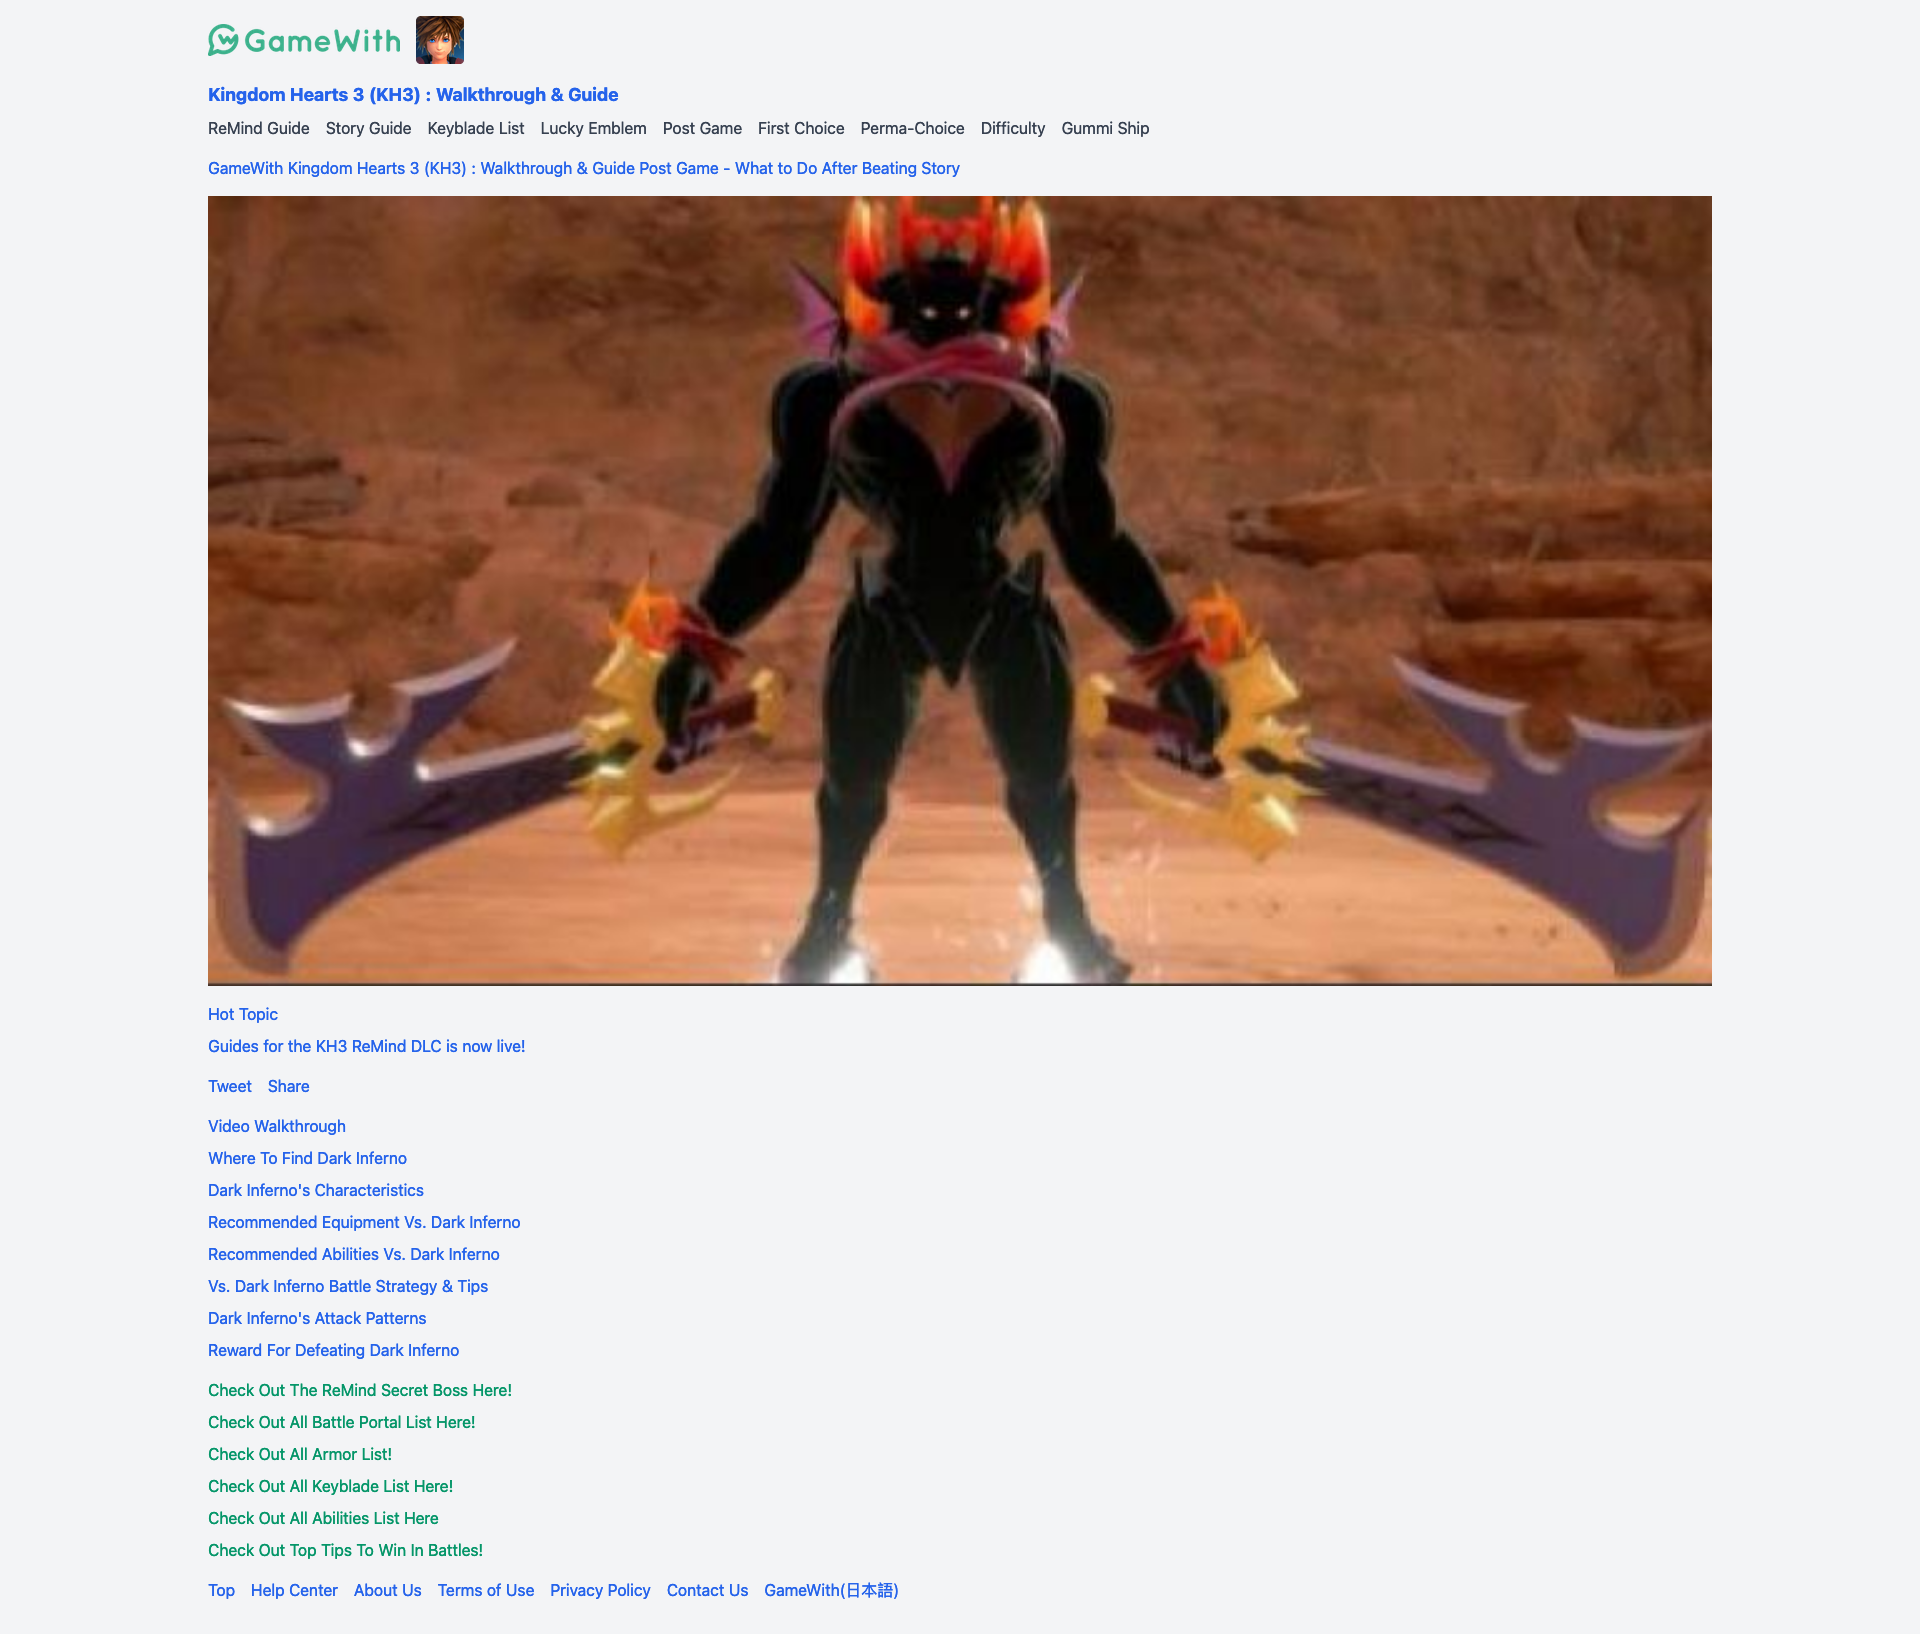 GameWith
Kingdom Hearts 3 (KH3) : Walkthrough & Guide
ReMind Guide Story Guide Keyblade List Lucky Emblem Post Game First Choice Perma-Choice Difficulty Gummi Ship
GameWith Kingdom Hearts 3 (KH3) : Walkthrough & Guide Post Game - What to Do After Beating Story
Hot Topic
Guides for the KH3 ReMind DLC is now live!
Tweet Share
Video Walkthrough
Where To Find Dark Inferno
Dark Inferno's Characteristics
Recommended Equipment Vs. Dark Inferno
Recommended Abilities Vs. Dark Inferno
Vs. Dark Inferno Battle Strategy & Tips
Dark Inferno's Attack Patterns
Reward For Defeating Dark Inferno
Check Out The ReMind Secret Boss Here!
Check Out All Battle Portal List Here!
Check Out All Armor List!
Check Out All Keyblade List Here!
Check Out All Abilities List Here
Check Out Top Tips To Win In Battles!
Top Help Center About Us Terms of Use Privacy Policy Contact Us GameWith(日本語)